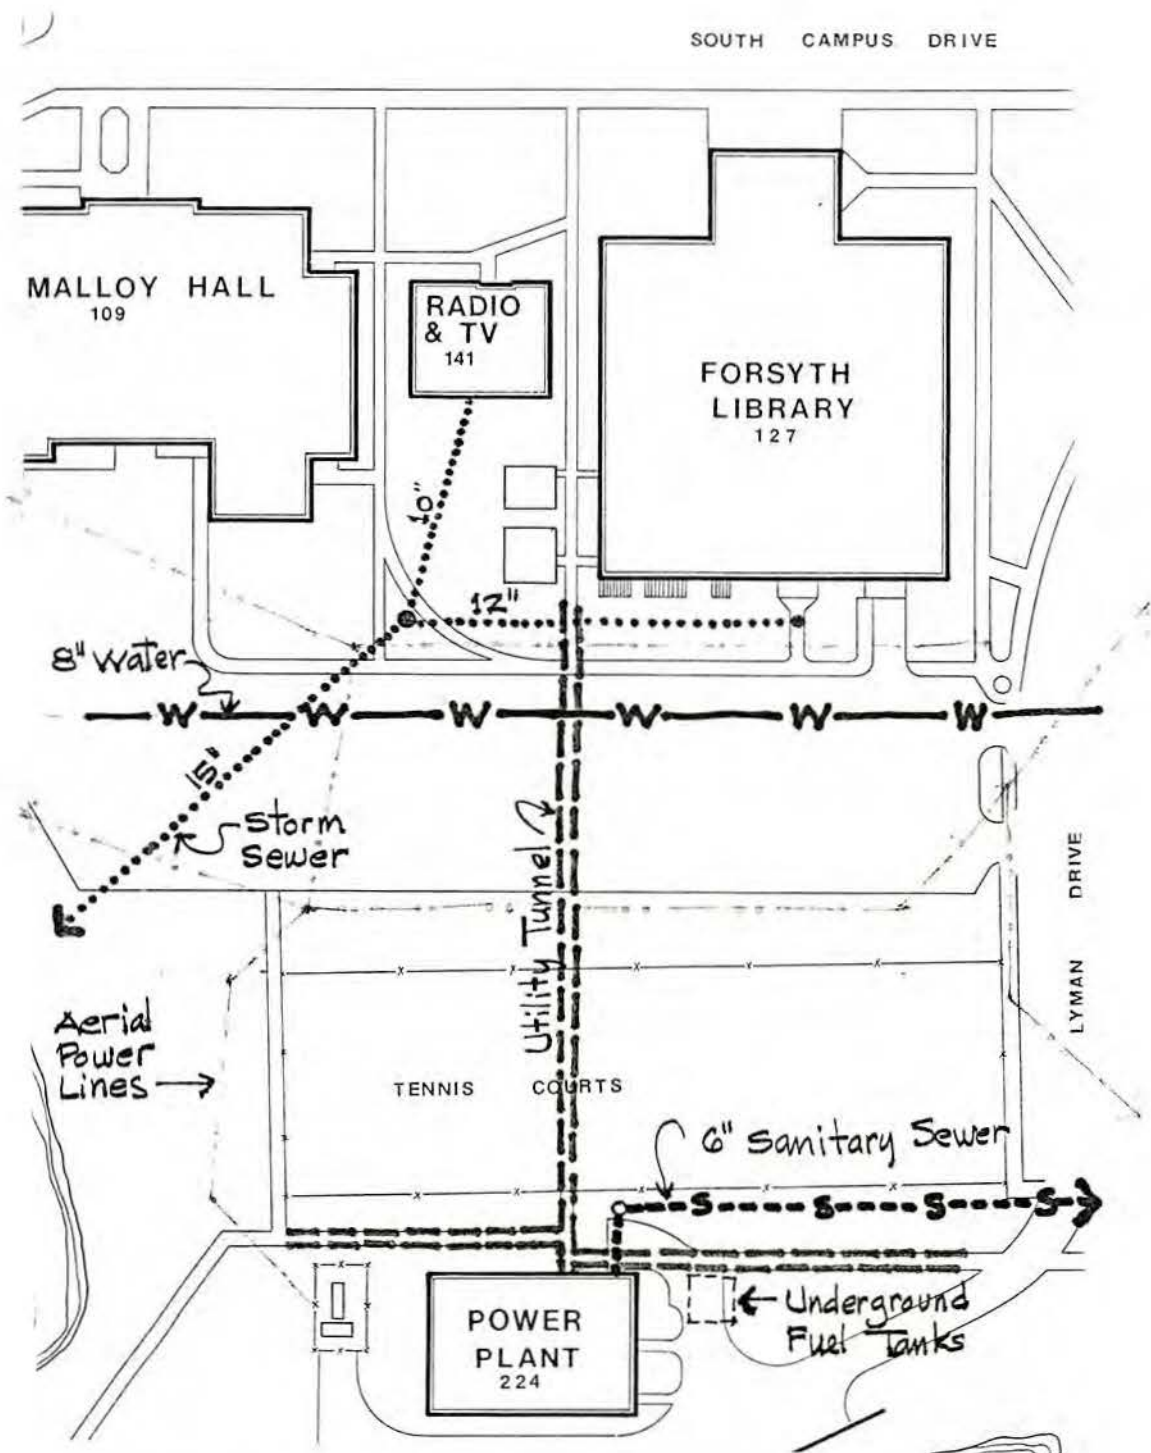 SOUTH CAMPUS DRIVE
MALLOY HALL
109
RADIO
& TV
141
FORSYTH
LIBRARY
127
10"
12"
8" Water
W W W W W W
15"
Storm
Sewer
Utility Tunnel
LYMAN DRIVE
Aerial
Power
Lines
TENNIS COURTS
6" Sanitary Sewer
S S S S
POWER
PLANT
224
Underground
Fuel Tanks